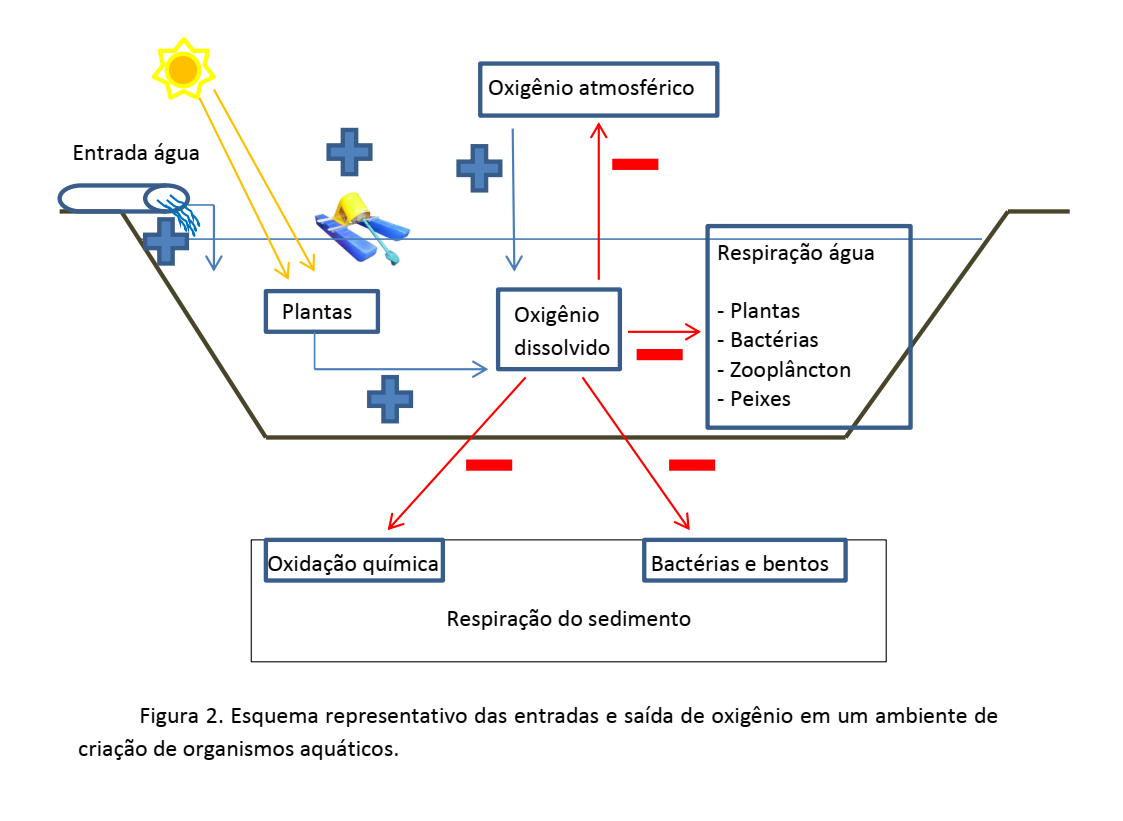 Oxigênio atmosférico
Entrada água
Respiração água
- Plantas
- Bactérias
- Zooplâncton
- Peixes
Plantas
Oxigênio
dissolvido
Oxidação química
Bactérias e bentos
Respiração do sedimento
Figura 2. Esquema representativo das entradas e saída de oxigênio em um ambiente de
criação de organismos aquáticos.